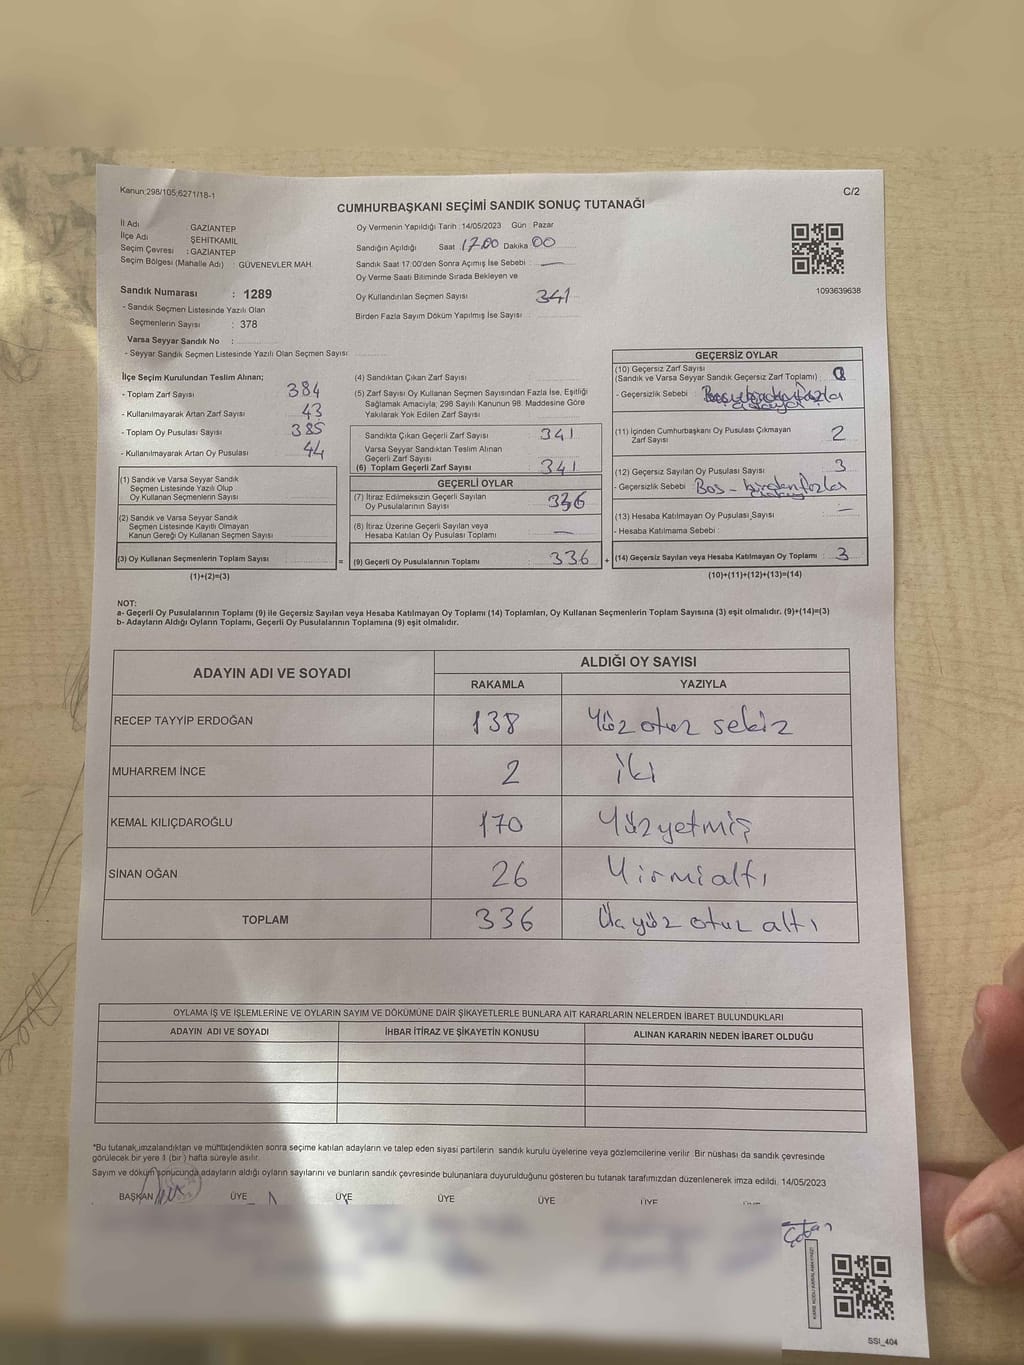 Kanun:298/105;6271/18-1
C/2
CUMHURBAŞKANI SEÇİMİ SANDIK SONUÇ TUTANAĞI
İl Adı GAZİANTEP
İlçe Adı ŞEHİTKAMİL
Seçim Çevresi : GAZİANTEP
Seçim Bölgesi (Mahalle Adı) : GÜVENEVLER MAH.
Sandık Numarası : 1289
- Sandık Seçmen Listesinde Yazılı Olan
Seçmenlerin Sayısı : 378
Varsa Seyyar Sandık No :
- Seyyar Sandık Seçmen Listesinde Yazılı Olan Seçmen Sayısı:
Oy Vermenin Yapıldığı Tarih : 14/05/2023 Gün : Pazar
Sandığın Açıldığı Saat 17.00 Dakika 00
Sandık Saat 17:00'den Sonra Açımış İse Sebebi : —
Oy Verme Saati Bitiminde Sırada Bekleyen ve
Oy Kullandırılan Seçmen Sayısı 341
Birden Fazla Sayım Döküm Yapılmış İse Sayısı :
1093639638
İlçe Seçim Kurulundan Teslim Alınan;
- Toplam Zarf Sayısı 384
- Kullanılmayarak Artan Zarf Sayısı 43
- Toplam Oy Pusulası Sayısı 385
- Kullanılmayarak Artan Oy Pusulası 44
(1) Sandık ve Varsa Seyyar Sandık
Seçmen Listesinde Yazılı Olup
Oy Kullanan Seçmenlerin Sayısı
(2) Sandık ve Varsa Seyyar Sandık
Seçmen Listesinde Kayıtlı Olmayan
Kanun Gereği Oy Kullanan Seçmen Sayısı
(3) Oy Kullanan Seçmenlerin Toplam Sayısı
(1)+(2)=(3)
(4) Sandıktan Çıkan Zarf Sayısı :
(5) Zarf Sayısı Oy Kullanan Seçmen Sayısından Fazla İse, Eşitliği
Sağlamak Amacıyla, 298 Sayılı Kanunun 98. Maddesine Göre
Yakılarak Yok Edilen Zarf Sayısı
Sandıkta Çıkan Geçerli Zarf Sayısı : 341
Varsa Seyyar Sandıktan Teslim Alınan
Geçerli Zarf Sayısı
(6) Toplam Geçerli Zarf Sayısı : 341
GEÇERLİ OYLAR
(7) İtiraz Edilmeksizin Geçerli Sayılan
Oy Pusulalarının Sayısı 336
(8) İtiraz Üzerine Geçerli Sayılan veya
Hesaba Katılan Oy Pusulası Toplamı —
= (9) Geçerli Oy Pusulalarının Toplamı 336 +
GEÇERSİZ OYLAR
(10) Geçersiz Zarf Sayısı
(Sandık ve Varsa Seyyar Sandık Geçersiz Zarf Toplamı) :
- Geçersizlik Sebebi :
(11) İçinden Cumhurbaşkanı Oy Pusulası Çıkmayan
Zarf Sayısı : 2
(12) Geçersiz Sayılan Oy Pusulası Sayısı : 3
- Geçersizlik Sebebi Boş - birden fazla
(13) Hesaba Katılmayan Oy Pusulası Sayısı : —
- Hesaba Katılmama Sebebi :
(14) Geçersiz Sayılan veya Hesaba Katılmayan Oy Toplamı : 3
(10)+(11)+(12)+(13)=(14)
NOT:
a- Geçerli Oy Pusulalarının Toplamı (9) ile Geçersiz Sayılan veya Hesaba Katılmayan Oy Toplamı (14) Toplamları, Oy Kullanan Seçmenlerin Toplam Sayısına (3) eşit olmalıdır. (9)+(14)=(3)
b- Adayların Aldığı Oyların Toplamı, Geçerli Oy Pusulalarının Toplamına (9) eşit olmalıdır.
ADAYIN ADI VE SOYADI ALDIĞI OY SAYISI
RAKAMLA YAZIYLA
RECEP TAYYİP ERDOĞAN 138 Yüz otuz sekiz
MUHARREM İNCE 2 iki
KEMAL KILIÇDAROĞLU 170 Yüzyetmiş
SİNAN OĞAN 26 Yirmialtı
TOPLAM 336 Üçyüz otuz altı
OYLAMA İŞ VE İŞLEMLERİNE VE OYLARIN SAYIM VE DÖKÜMÜNE DAİR ŞİKAYETLERLE BUNLARA AİT KARARLARIN NELERDEN İBARET BULUNDUKLARI
ADAYIN ADI VE SOYADI İHBAR İTİRAZ VE ŞİKAYETİN KONUSU ALINAN KARARIN NEDEN İBARET OLDUĞU
*Bu tutanak,imzalandıktan ve mühürlendikten sonra seçime katılan adayların ve talep eden siyasi partilerin sandık kurulu üyelerine veya gözlemcilerine verilir. Bir nüshası da sandık çevresinde
görülecek bir yere 1 (bir) hafta süreyle asılır.
Sayım ve döküm sonucunda adayların aldığı oyların sayılarını ve bunların sandık çevresinde bulunanlara duyurulduğunu gösteren bu tutanak tarafımızdan düzenlenerek imza edildi. 14/05/2023
BAŞKAN ÜYE ÜYE ÜYE ÜYE ÜYE
SSI_404